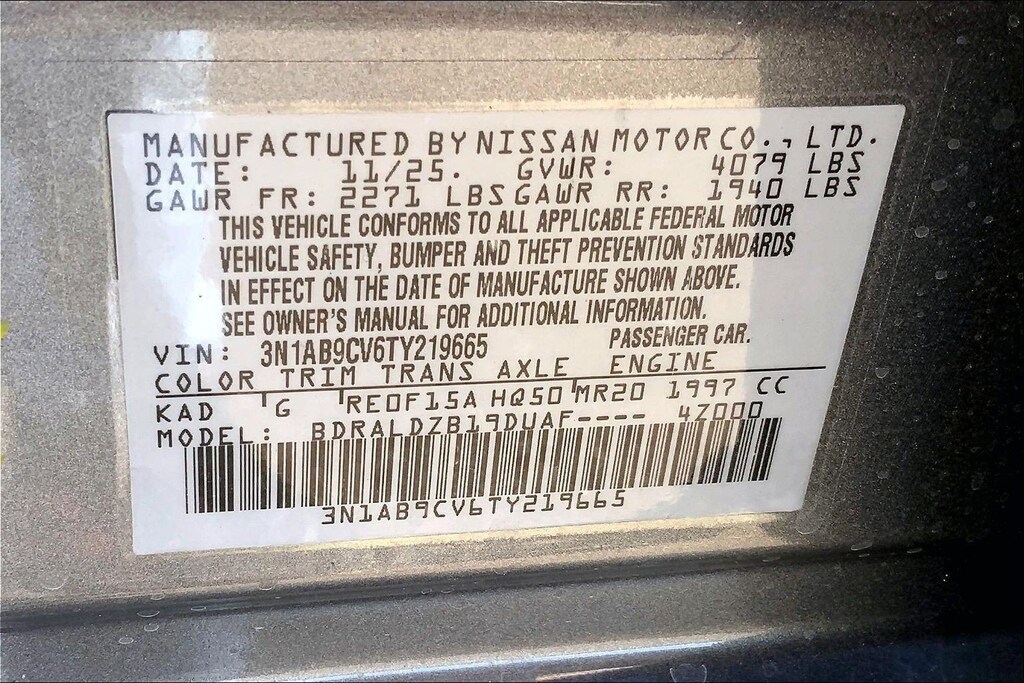 MANUFACTURED BY NISSAN MOTOR CO., LTD.
DATE: 11/25. GVWR: 4079 LBS
GAWR FR: 2271 LBS GAWR RR: 1940 LBS
THIS VEHICLE CONFORMS TO ALL APPLICABLE FEDERAL MOTOR
VEHICLE SAFETY, BUMPER AND THEFT PREVENTION STANDARDS
IN EFFECT ON THE DATE OF MANUFACTURE SHOWN ABOVE.
SEE OWNER'S MANUAL FOR ADDITIONAL INFORMATION.
VIN: 3N1AB9CV6TY219665 PASSENGER CAR.
COLOR TRIM TRANS AXLE ENGINE
KAD G RE0F15A HQ50 MR20 1997 CC
MODEL: BDRALDZB19DUAF---- 4Z000
3N1AB9CV6TY219665